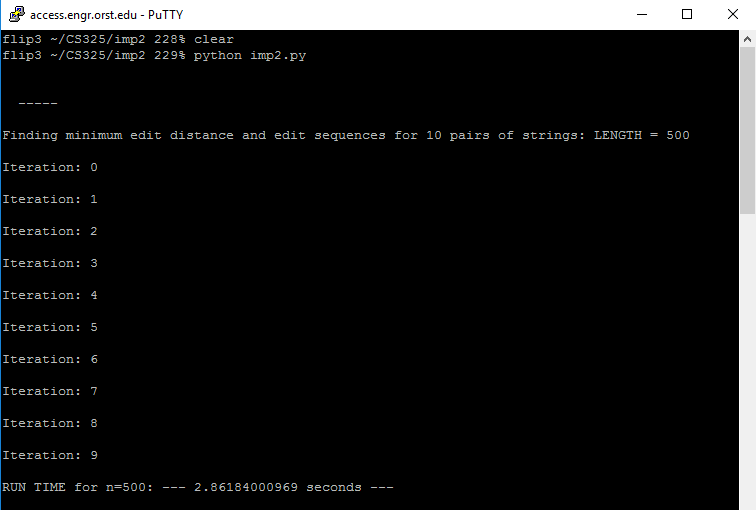 access.engr.orst.edu - PuTTY
flip3 ~/CS325/imp2 228% clear
flip3 ~/CS325/imp2 229% python imp2.py
-----
Finding minimum edit distance and edit sequences for 10 pairs of strings: LENGTH = 500
Iteration: 0
Iteration: 1
Iteration: 2
Iteration: 3
Iteration: 4
Iteration: 5
Iteration: 6
Iteration: 7
Iteration: 8
Iteration: 9
RUN TIME for n=500: --- 2.86184000969 seconds ---